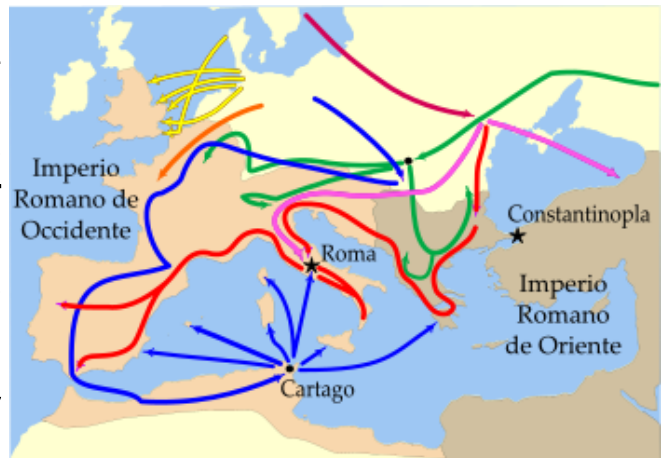 Imperio
Romano de
Occidente
Roma
Constantinopla
Imperio
Romano
de Oriente
Cartago